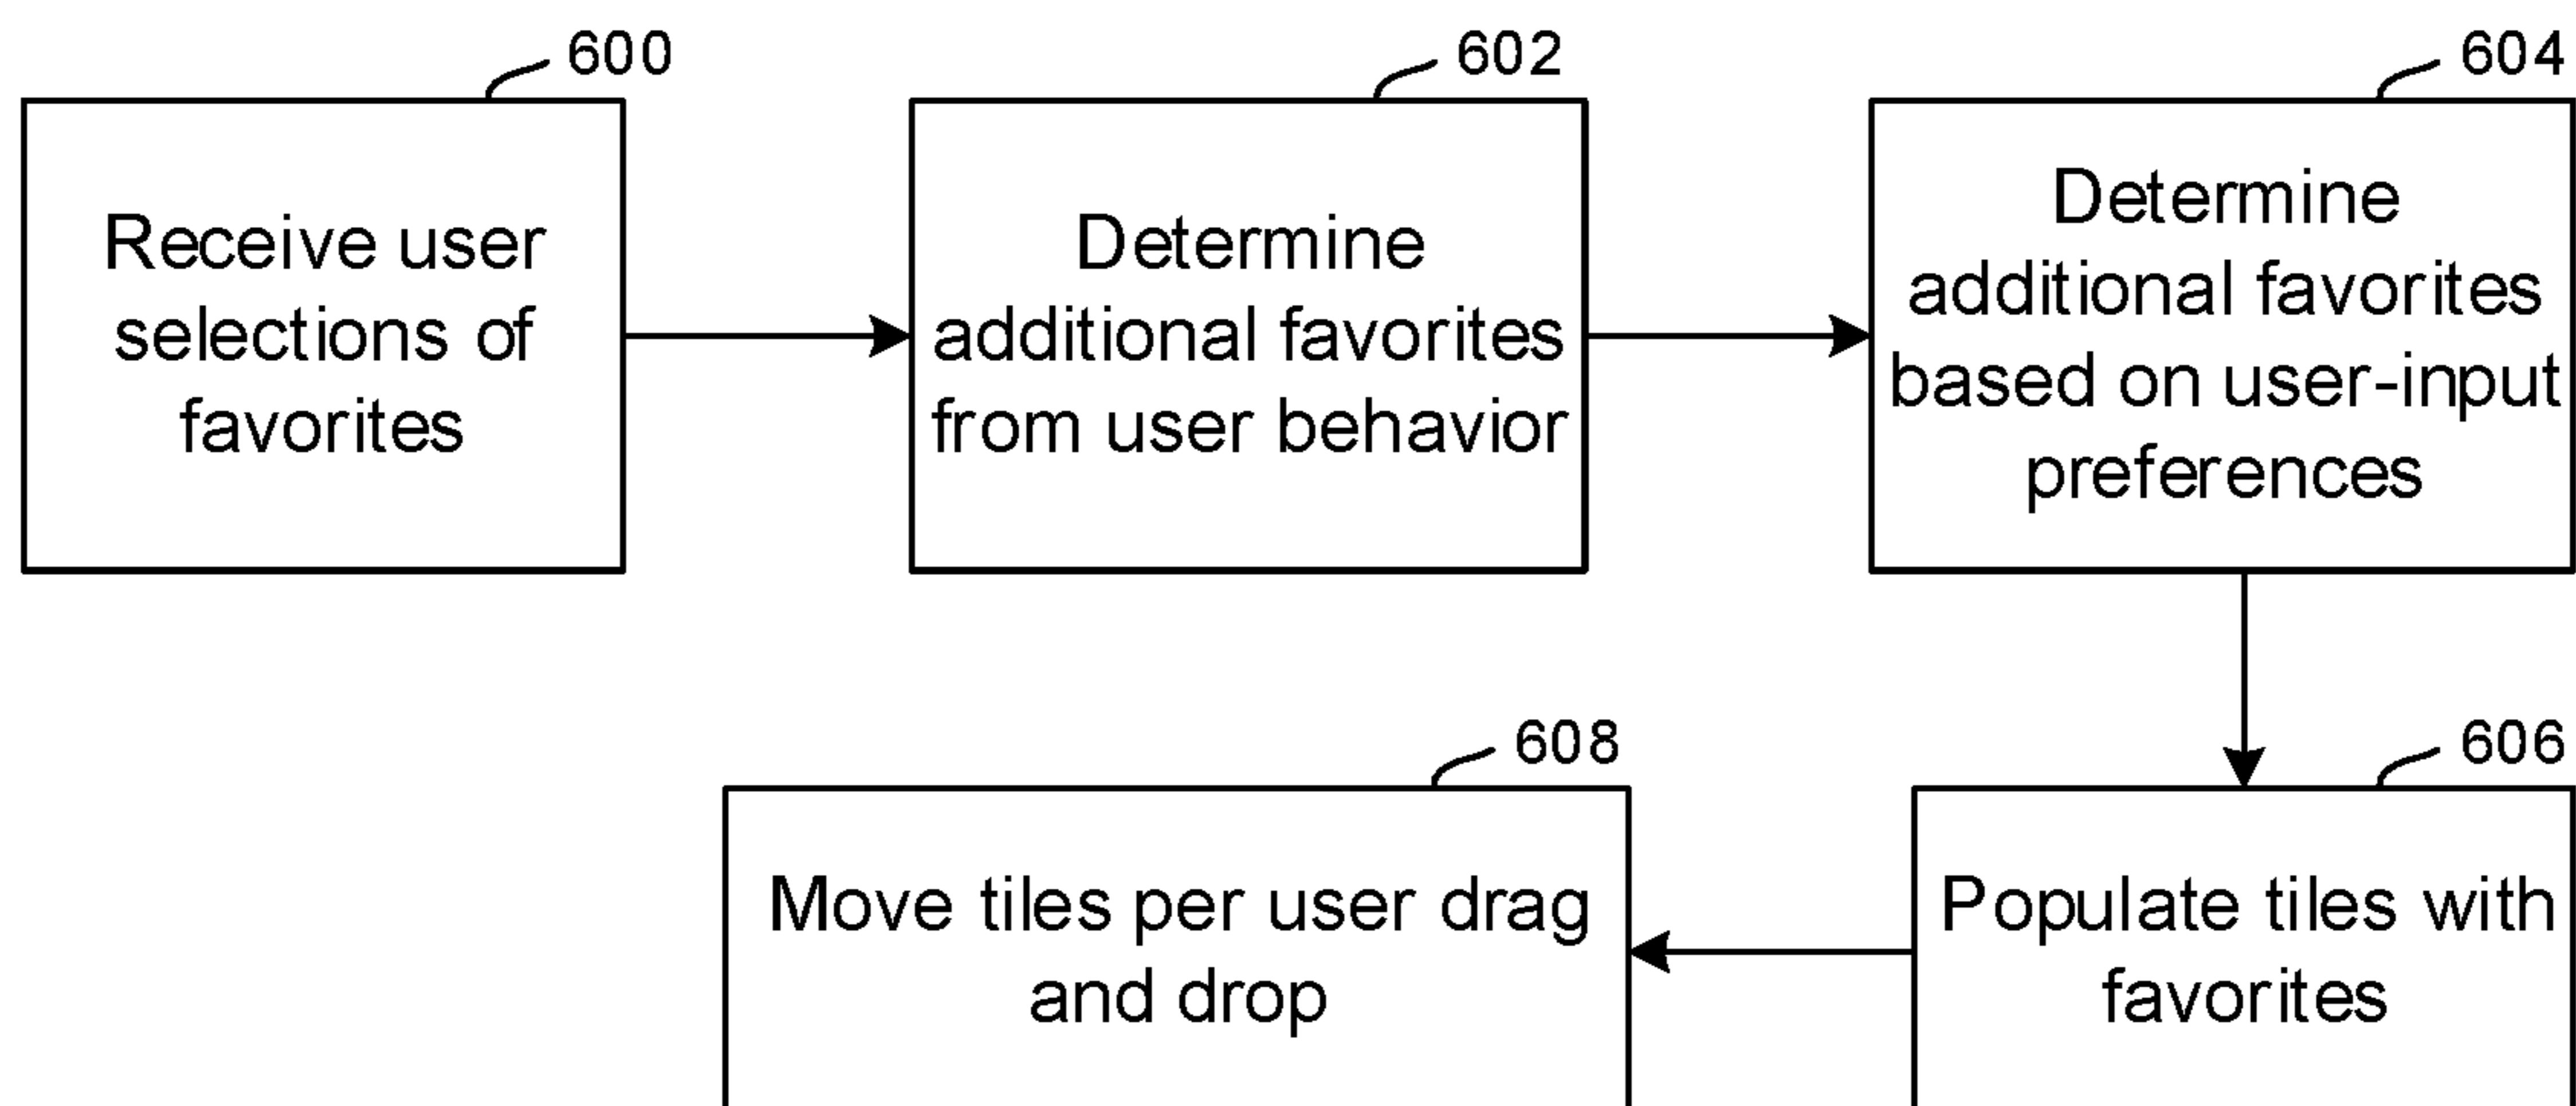 600
Receive user
selections of
favorites
602
Determine
additional favorites
from user behavior
604
Determine
additional favorites
based on user-input
preferences
606
Populate tiles with
favorites
608
Move tiles per user drag
and drop